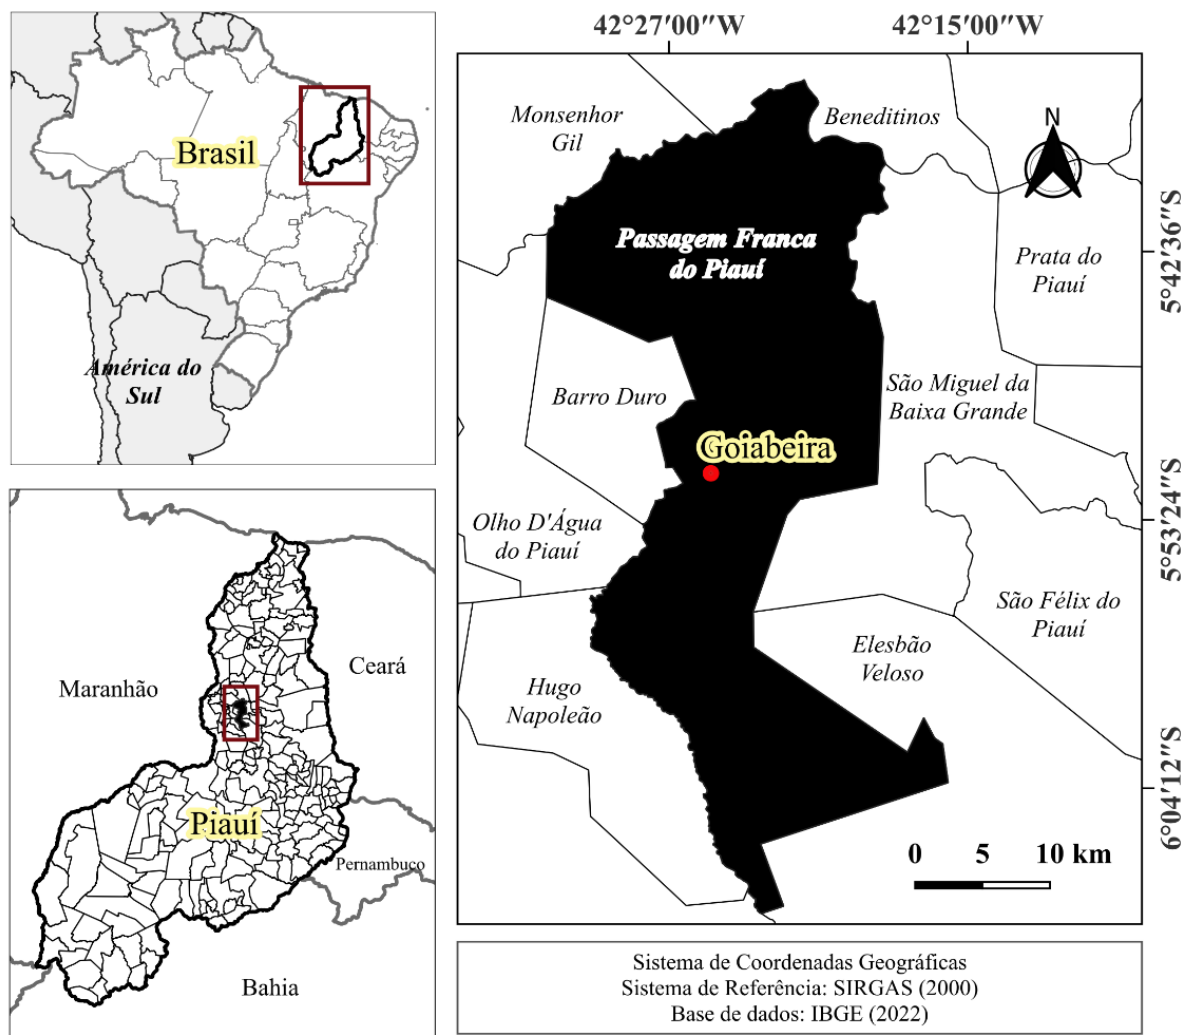 Brasil
América do
Sul
Maranhão
Ceará
Piauí
Pernambuco
Bahia
42°27'00"W
42°15'00"W
Monsenhor
Gil
Beneditinos
N
Passagem Franca
do Piauí
Prata do
Piauí
5°42'36"S
Barro Duro
São Miguel da
Baixa Grande
Goiabeira
Olho D'Água
do Piauí
5°53'24"S
São Félix do
Piauí
Elesbão
Veloso
Hugo
Napoleão
6°04'12"S
0 5 10 km
Sistema de Coordenadas Geográficas
Sistema de Referência: SIRGAS (2000)
Base de dados: IBGE (2022)